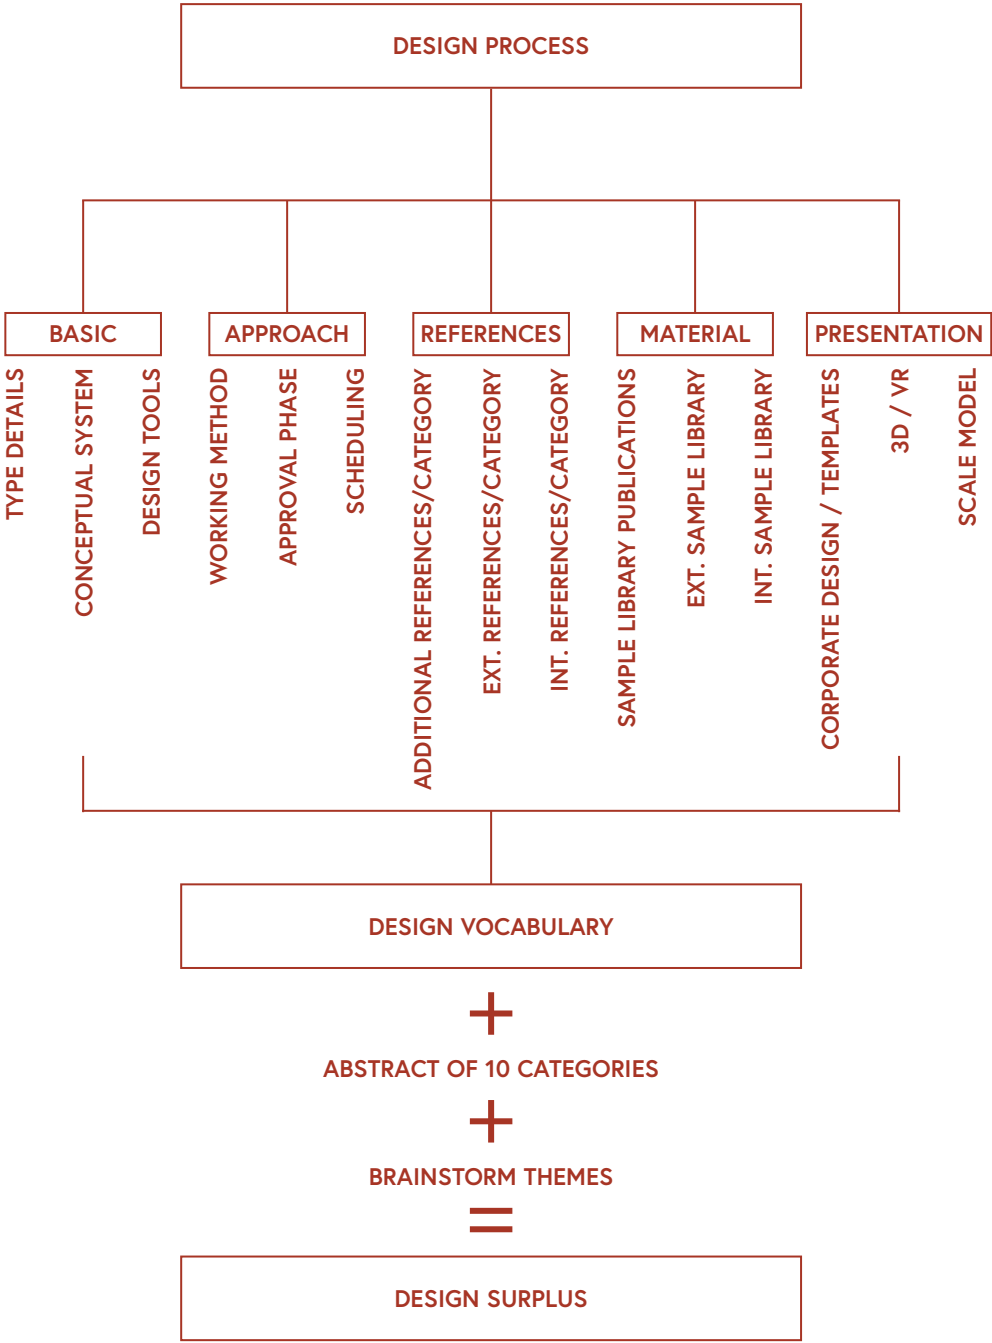 DESIGN PROCESS
BASIC
APPROACH
REFERENCES
MATERIAL
PRESENTATION
TYPE DETAILS
CONCEPTUAL SYSTEM
DESIGN TOOLS
WORKING METHOD
APPROVAL PHASE
SCHEDULING
ADDITIONAL REFERENCES/CATEGORY
EXT. REFERENCES/CATEGORY
INT. REFERENCES/CATEGORY
SAMPLE LIBRARY PUBLICATIONS
EXT. SAMPLE LIBRARY
INT. SAMPLE LIBRARY
CORPORATE DESIGN / TEMPLATES
3D / VR
SCALE MODEL
DESIGN VOCABULARY
+
ABSTRACT OF 10 CATEGORIES
+
BRAINSTORM THEMES
=
DESIGN SURPLUS